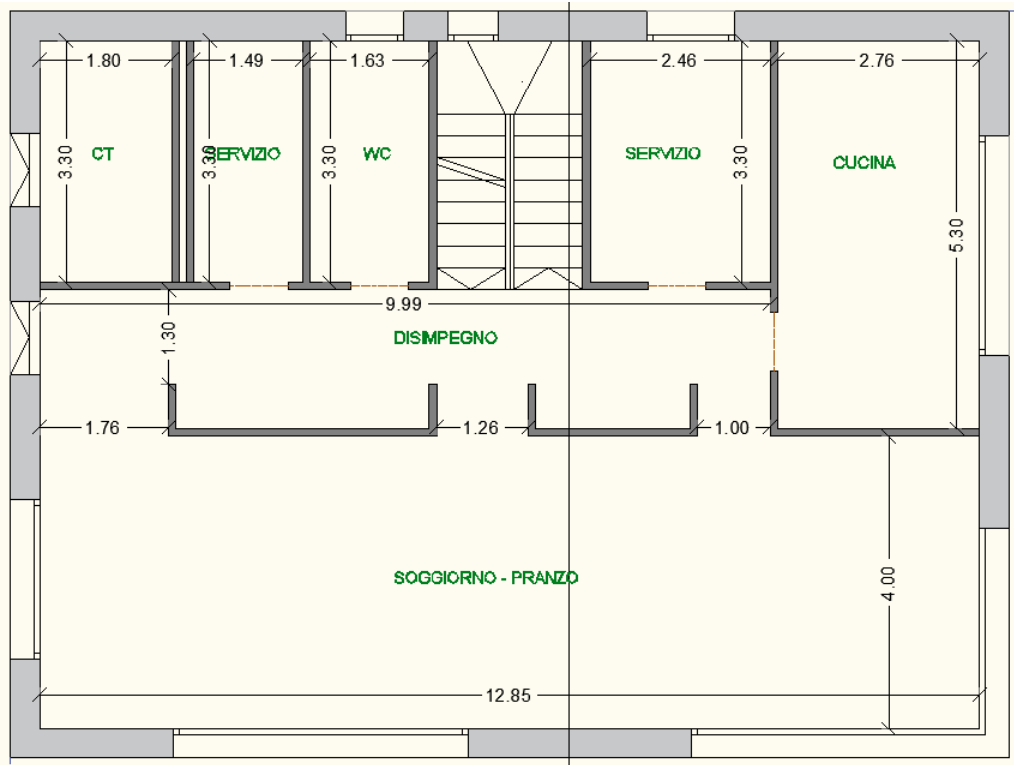 1.80
1.49
1.63
2.46
2.76
3.30
3.30
3.30
3.30
CT
SERVIZIO
WC
SERVIZIO
CUCINA
5.30
9.99
1.30
DISIMPEGNO
1.76
1.26
1.00
SOGGIORNO - PRANZO
4.00
12.85